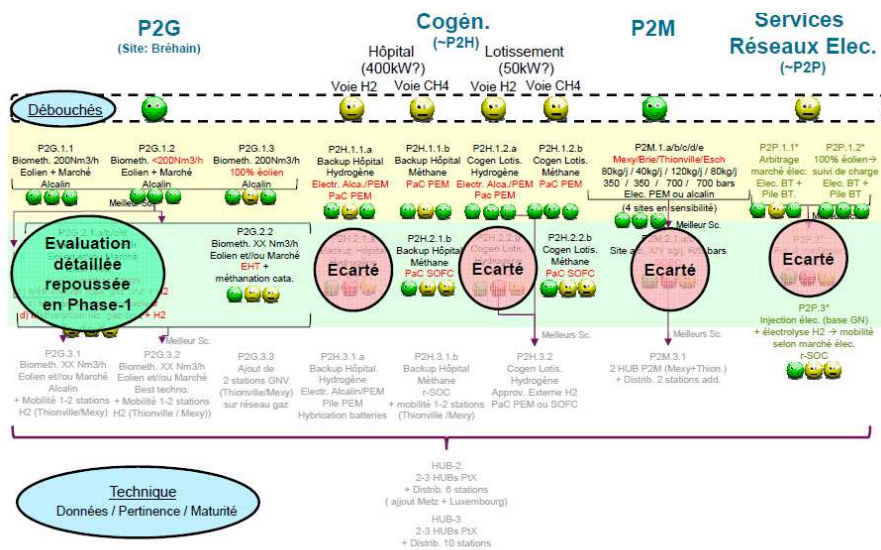 P2G
(Site: Bréhain)
Cogén.
(~P2H)
P2M
Services
Réseaux Elec.
(~P2P)
Hôpital
(400kW?)
Lotissement
(50kW?)
Voie H2
Voie CH4
Voie H2
Voie CH4
Débouchés
P2G.1.1
Biometh. 200Nm3/h
Eolien + Marché
Alcalin
P2G.1.2
Biometh. <200Nm3/h
Eolien + Marché
Alcalin
P2G.1.3
Biometh. 200Nm3/h
100% éolien
Alcalin
P2H.1.1.a
Backup Hôpital
Hydrogène
Electr. Alca./PEM
PaC PEM
P2H.1.1.b
Backup Hôpital
Méthane
PaC PEM
P2H.1.2.a
Cogen Lotis.
Hydrogène
Electr. Alca./PEM
PaC PEM
P2H.1.2.b
Cogen Lotis.
Méthane
PaC PEM
P2M.1.a/b/c/d/e
Mexy/Brie/Thionville/Esch
80kg/j / 40kg/j / 120kg/j / 80kg/j
350 / 350 / 700 / 700 bars
Elec. PEM ou alcalin
(4 sites en sensibilité)
P2P.1.1*
Arbitrage
marché élec:
Elec. BT +
Pile BT.
P2P.1.2*
100% éolien→
suivi de charge
Elec. BT +
Pile BT
Meilleur Sc.
Meilleur Sc.
P2G.2.1.a/b/c/d
Evaluation
détaillée
repoussée
en Phase-1
P2G.2.2
Biometh. XX Nm3/h
Eolien et//ou Marché
EHT +
méthanation cata.
P2H.2.1.a
Backup Hôpital
Hydrogène
Ecarté
P2H.2.1.b
Backup Hôpital
Méthane
PaC SOFC
Cogen Lotis.
Hydrogène
Ecarté
P2H.2.2.b
Cogen Lotis.
Méthane
PaC SOFC
Ecarté
bars
Ecarté
P2P.3*
Injection élec. (base GN)
+ électrolyse H2 → mobilité
selon marché élec.
r-SOC
Meilleur Sc.
Meilleurs Sc.
Meilleurs Sc.
P2G.3.1
Biometh. XX Nm3/h
Eolien et//ou Marché
Alcalin
+ Mobilité 1-2 stations
H2 (Thionville/Mexy)
P2G.3.2
Biometh. XX Nm3/h
Eolien et//ou Marché
Best techno.
+ Mobilité 1-2 stations
H2 (Thionville / Mexy))
P2G.3.3
Ajout de
2 stations GNV
(Thionville/Mexy)
sur réseau gaz
P2H.3.1.a
Backup Hôpital.
Hydrogène
Electr. Alcalin/PEM
Pile PEM
Hybrication batteries
P2H.3.1.b
Backup Hôpital
Méthane
r-SOC
+ mobilité 1-2 stations
(Thionville /Mexy)
P2H.3.2
Cogen Lotis.
Hydrogène
Approv. Externe H2
PaC PEM ou SOFC
P2M.3.1
2 HUB P2M (Mexy+Thion.)
+ Distrib. 2 stations add.
Technique
Données / Pertinence / Maturité
HUB-2
2-3 HUBs PtX
+ Distrib. 6 stations
( ajjout Metz + Luxembourg)
HUB-3
2-3 HUBs PtX
+ Distrib. 10 stations